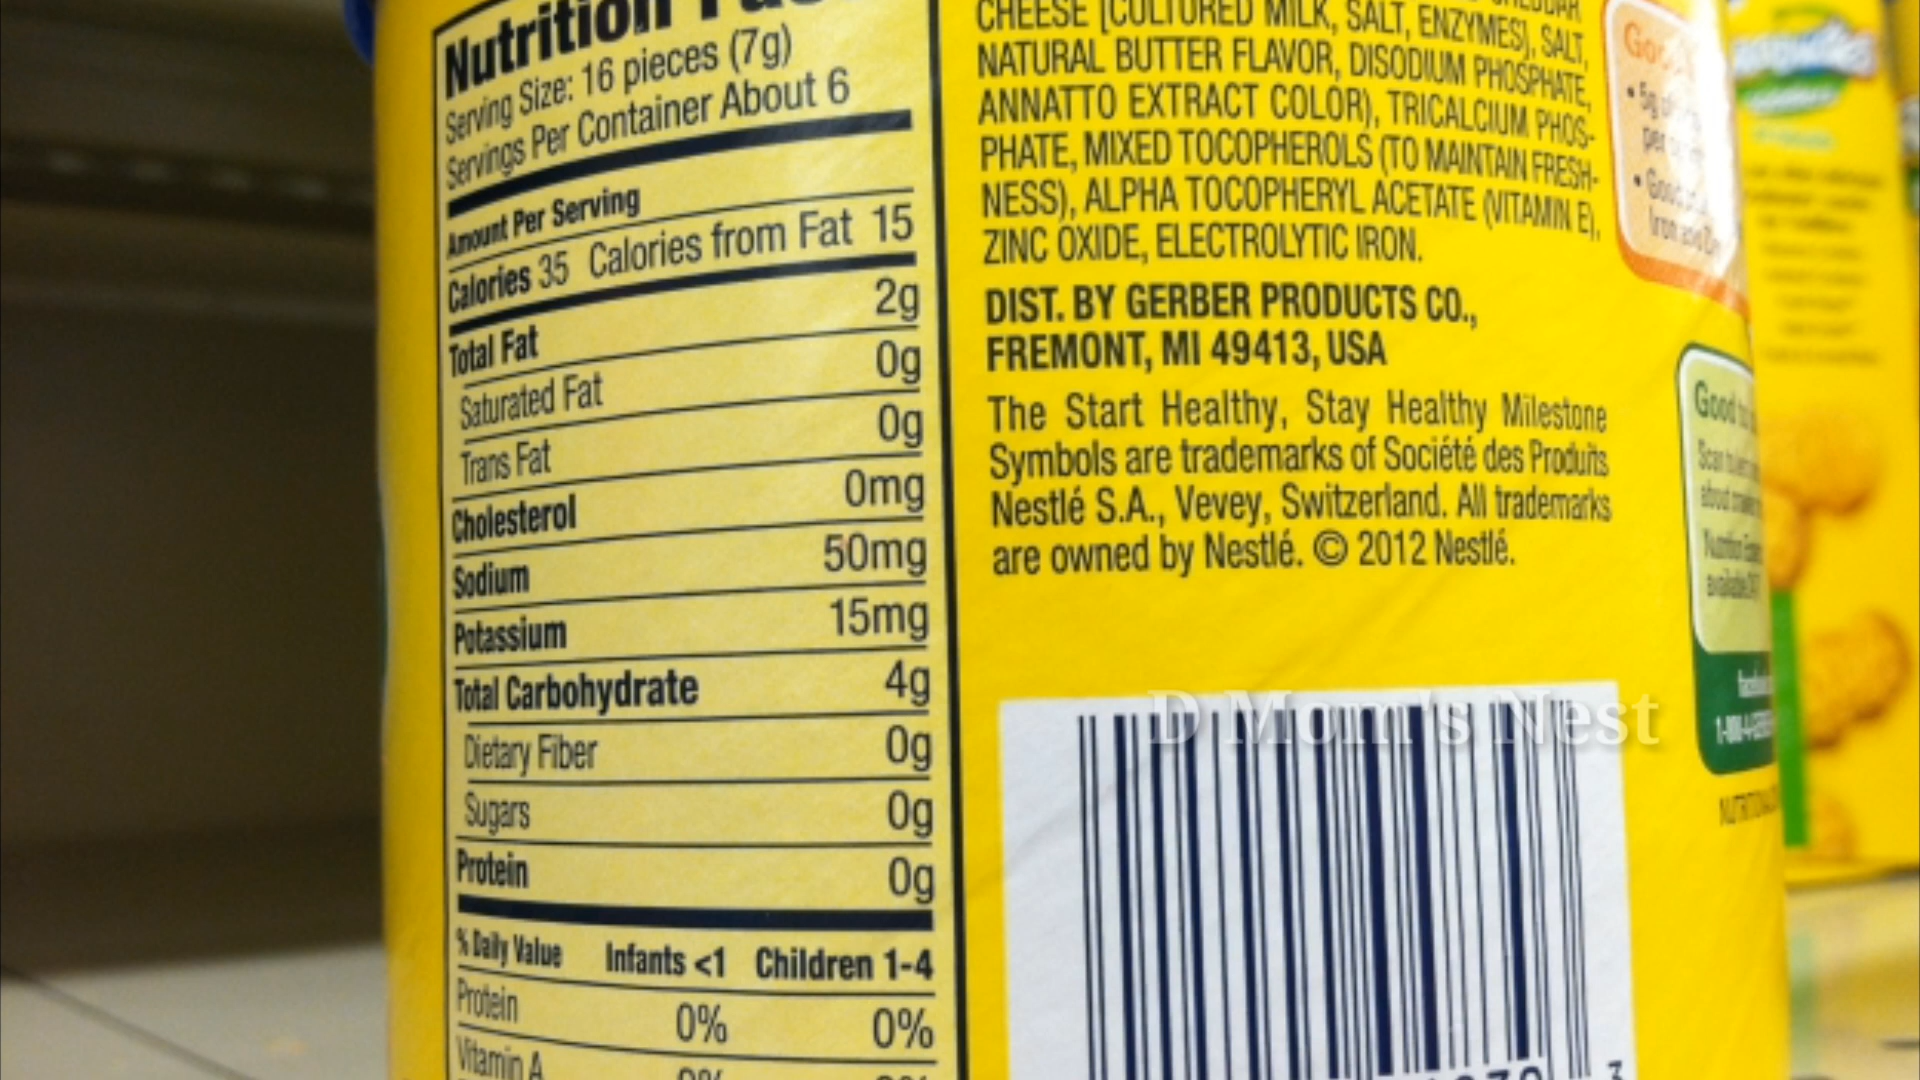 Nutrition
Serving Size: 16 pieces (7g)
Servings Per Container About 6
Amount Per Serving
Calories 35 Calories from Fat 15
Total Fat 2g
Saturated Fat 0g
Trans Fat 0g
Cholesterol 0mg
Sodium 50mg
Potassium 15mg
Total Carbohydrate 4g
Dietary Fiber 0g
Sugars 0g
Protein 0g
% Daily Value Infants <1 Children 1-4
Protein 0% 0%
Vitamin A
CHEDDAR
CHEESE [CULTURED MILK, SALT, ENZYMES], SALT,
NATURAL BUTTER FLAVOR, DISODIUM PHOSPHATE,
ANNATTO EXTRACT COLOR), TRICALCIUM PHOS-
PHATE, MIXED TOCOPHEROLS (TO MAINTAIN FRESH-
NESS), ALPHA TOCOPHERYL ACETATE (VITAMIN E),
ZINC OXIDE, ELECTROLYTIC IRON.
DIST. BY GERBER PRODUCTS CO.,
FREMONT, MI 49413, USA
The Start Healthy, Stay Healthy Milestone
Symbols are trademarks of Société des Produits
Nestlé S.A., Vevey, Switzerland. All trademarks
are owned by Nestlé. © 2012 Nestlé.
D Mom's Nest
3
Good